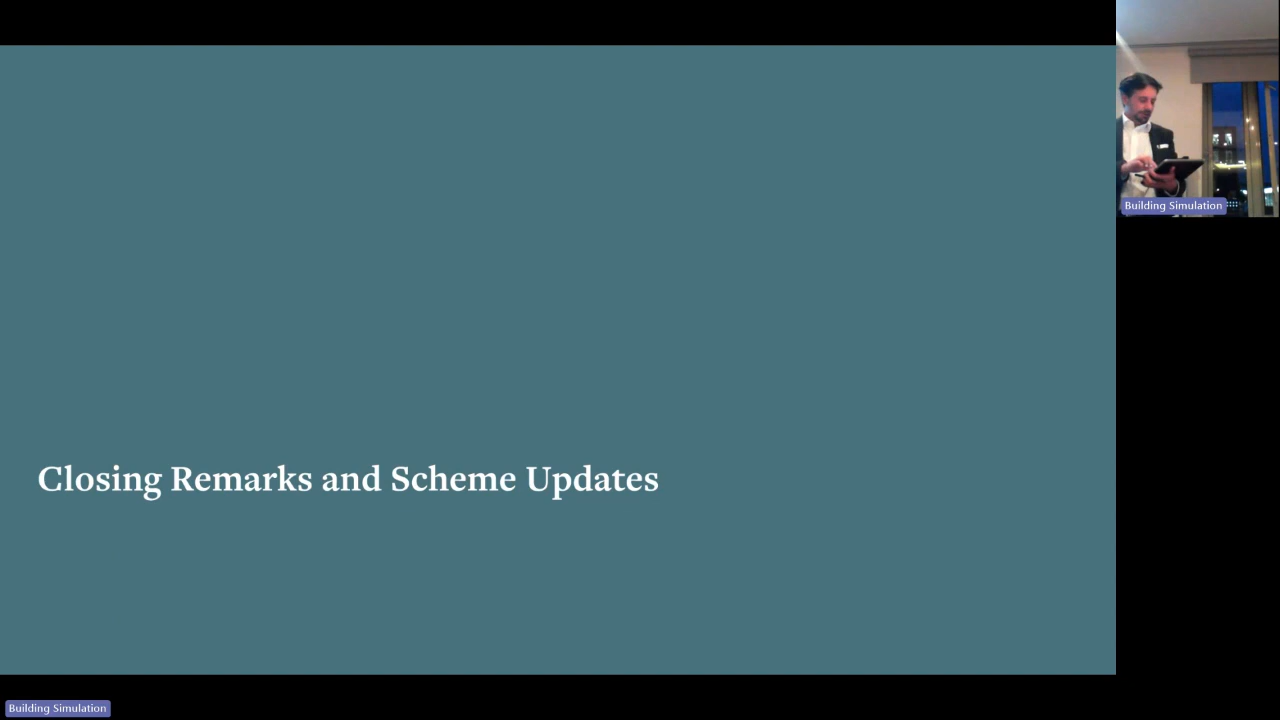 Building Simulation
Closing Remarks and Scheme Updates
Building Simulation